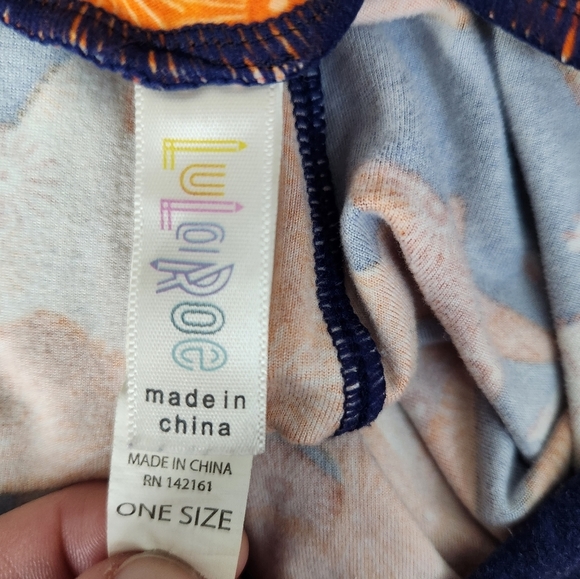 LuLaRoe
made in
china
MADE IN CHINA
RN 142161
ONE SIZE